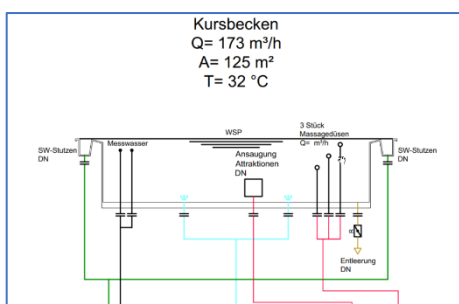 Kursbecken
Q= 173 m³/h
A= 125 m²
T= 32 °C
WSP
3 Stück
Massagedüsen
Q= m³/h
Messwasser
SW-Stutzen
DN
Ansaugung
Attraktionen
DN
SW-Stutzen
DN
Entleerung
DN